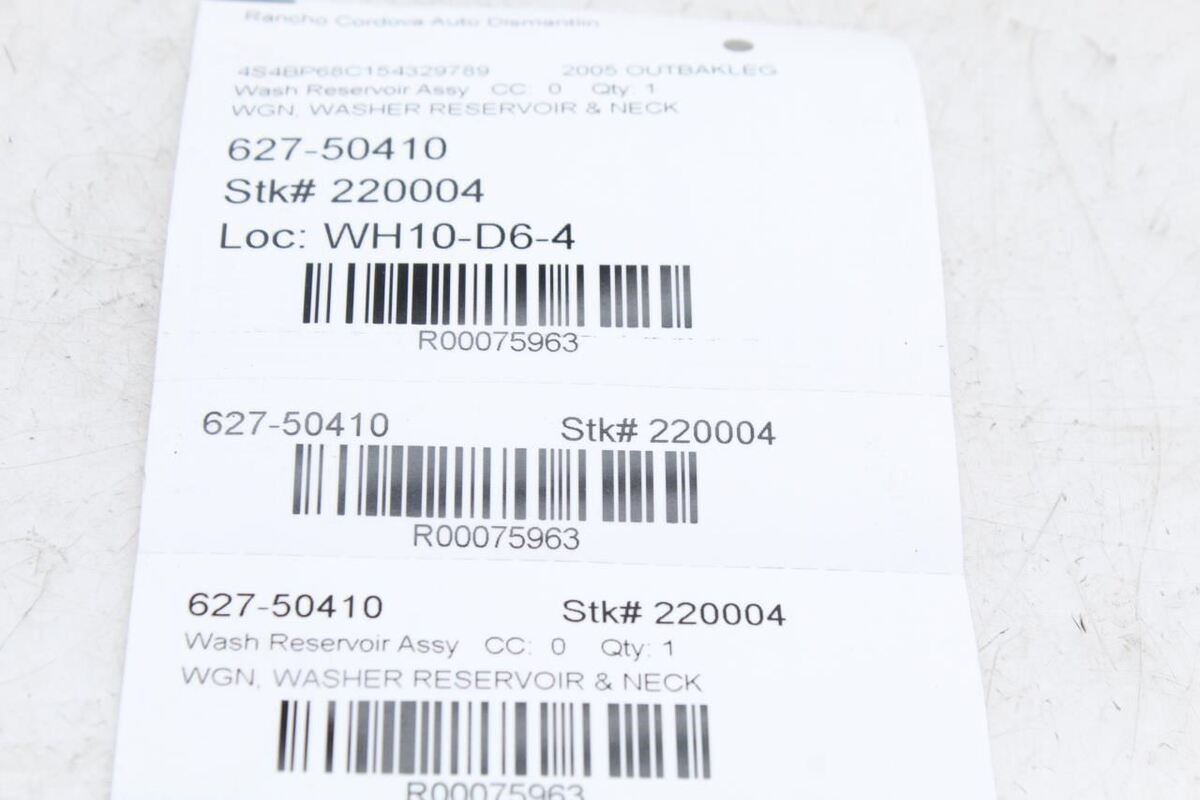 Rancho Cordova Auto Dismantlin
4S4BP68C154329789 2005 OUTBAKLEG
Wash Reservoir Assy CC: 0 Qty: 1
WGN, WASHER RESERVOIR & NECK
627-50410
Stk# 220004
Loc: WH10-D6-4
R00075963
627-50410 Stk# 220004
R00075963
627-50410 Stk# 220004
Wash Reservoir Assy CC: 0 Qty: 1
WGN, WASHER RESERVOIR & NECK
R00075963